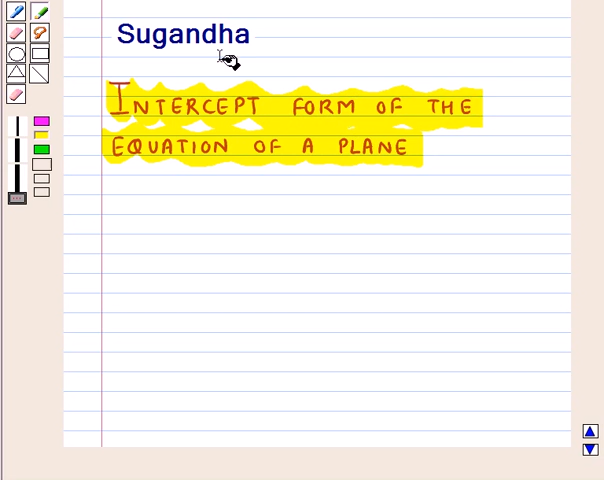 Sugandha
INTERCEPT FORM OF THE
EQUATION OF A PLANE